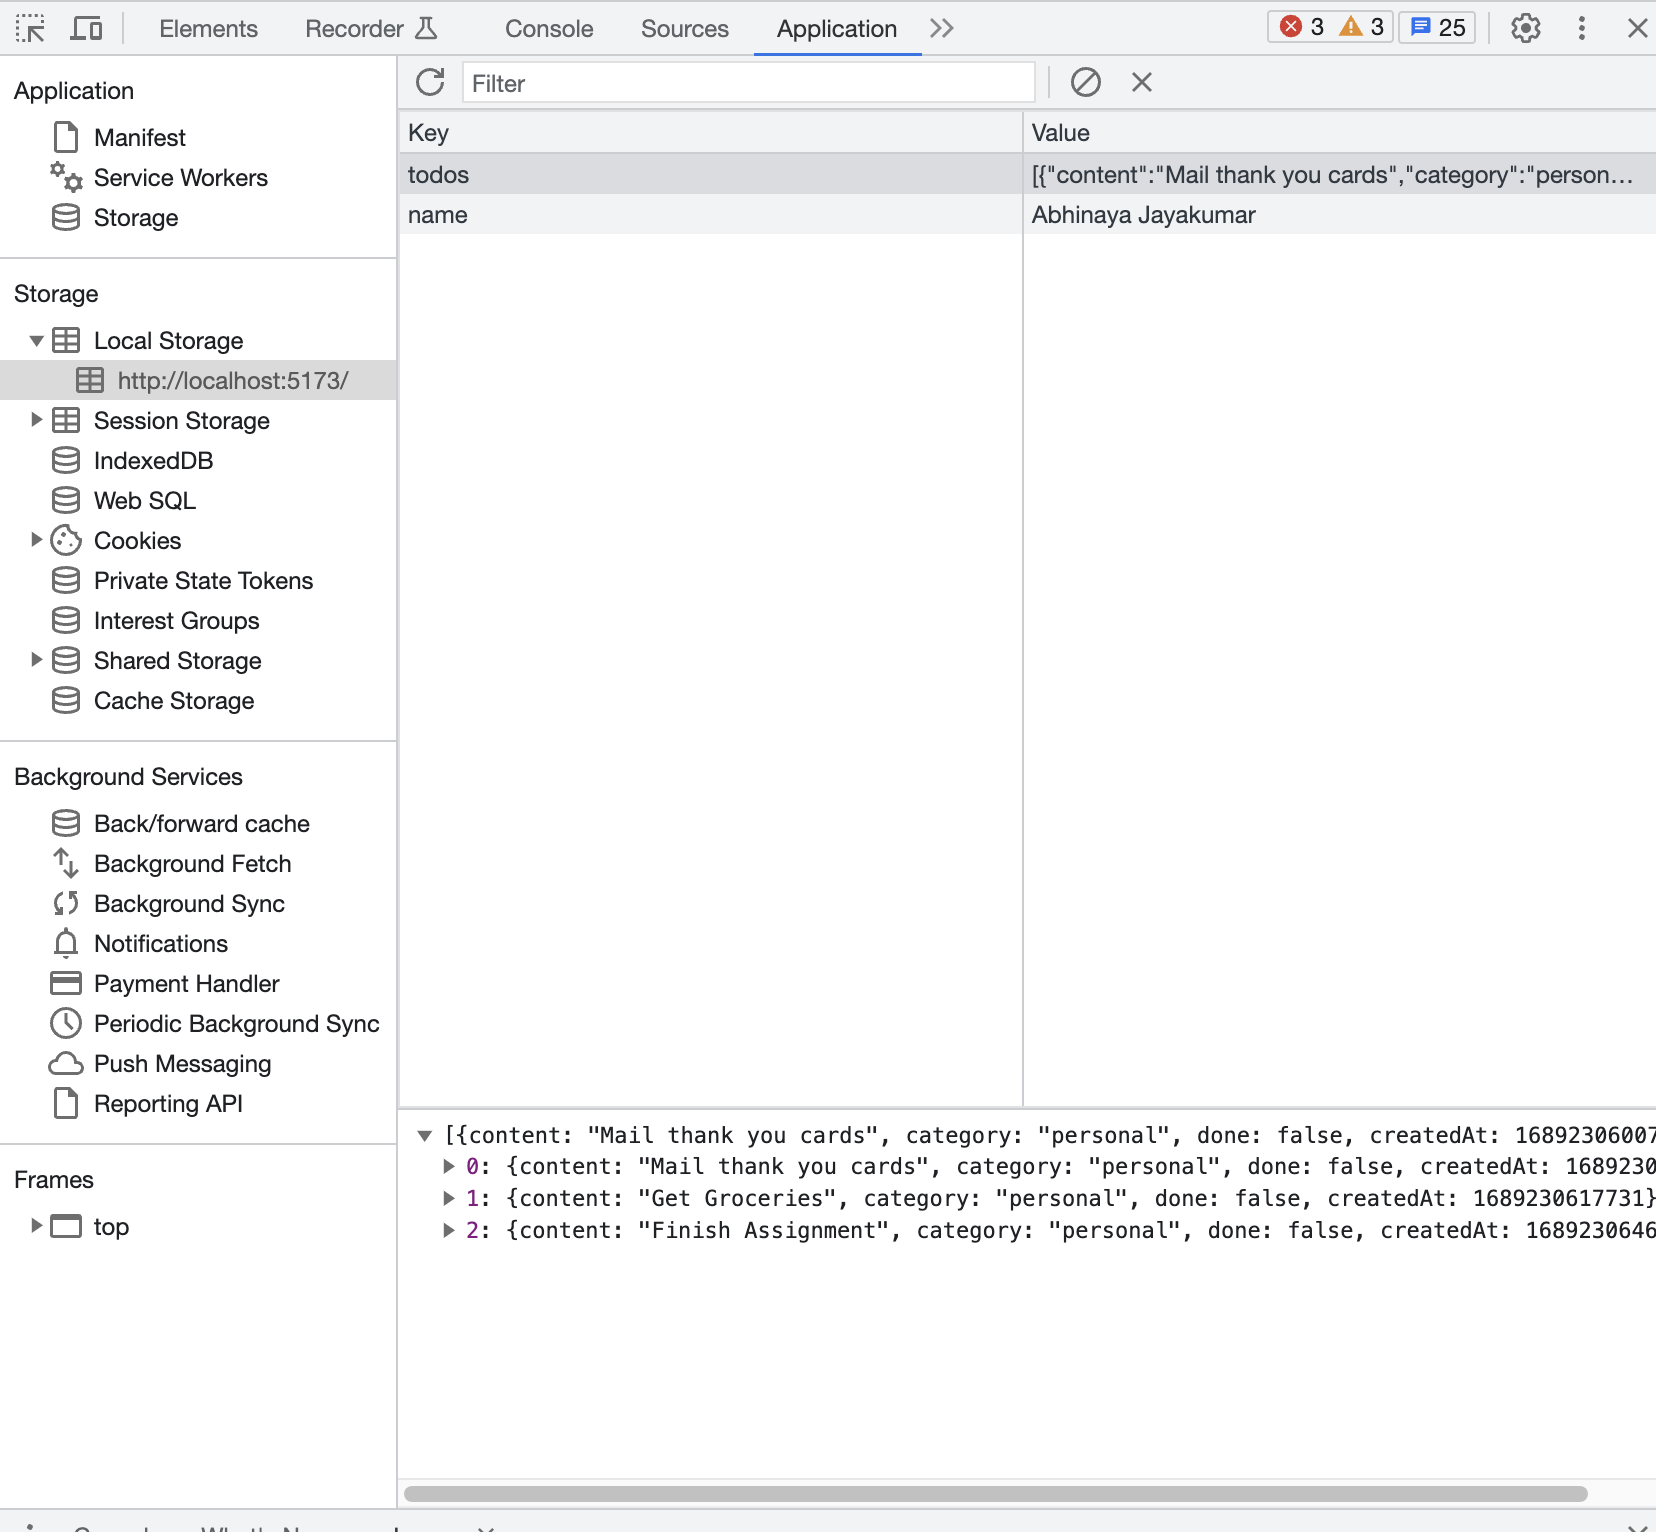 Elements Recorder Console Sources Application 3 3 25
Application
Manifest
Service Workers
Storage
Storage
Local Storage
http://localhost:5173/
Session Storage
IndexedDB
Web SQL
Cookies
Private State Tokens
Interest Groups
Shared Storage
Cache Storage
Background Services
Back/forward cache
Background Fetch
Background Sync
Notifications
Payment Handler
Periodic Background Sync
Push Messaging
Reporting API
Frames
top
Filter
Key Value
todos [{"content":"Mail thank you cards","category":"person…
name Abhinaya Jayakumar
[{content: "Mail thank you cards", category: "personal", done: false, createdAt: 16892306007
0: {content: "Mail thank you cards", category: "personal", done: false, createdAt: 1689230
1: {content: "Get Groceries", category: "personal", done: false, createdAt: 1689230617731}
2: {content: "Finish Assignment", category: "personal", done: false, createdAt: 1689230646